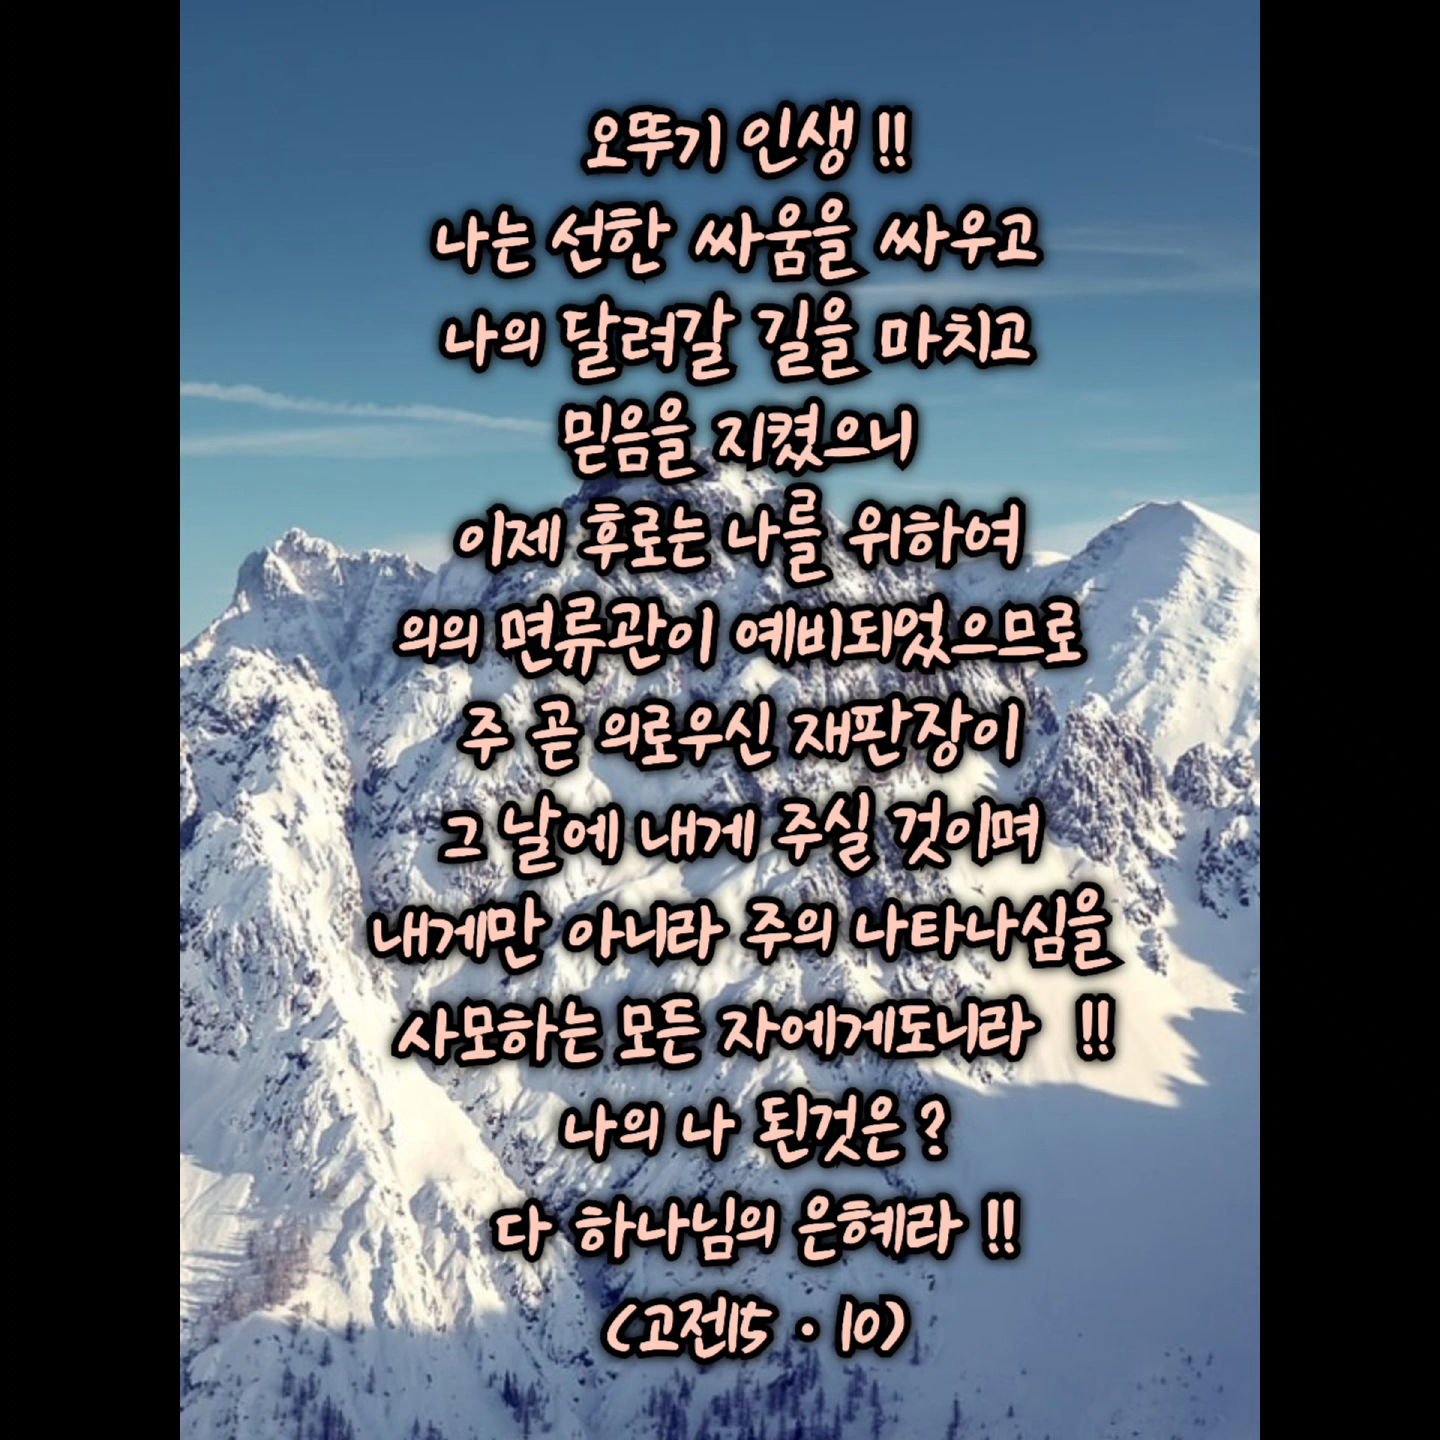 오뚜기 인생 !!
나는 선한 싸움을 싸우고
나의 달려갈 길을 마치고
믿음을 지켰으니
이제 후로는 나를 위하여
의의 면류관이 예비되었으므로
주 곧 의로우신 재판장이
그 날에 내게 주실 것이며
내게만 아니라 주의 나타나심을
사모하는 모든 자에게도니라 !!
나의 나 된것은 ?
다 하나님의 은혜라 !!
(고전15 · 10)